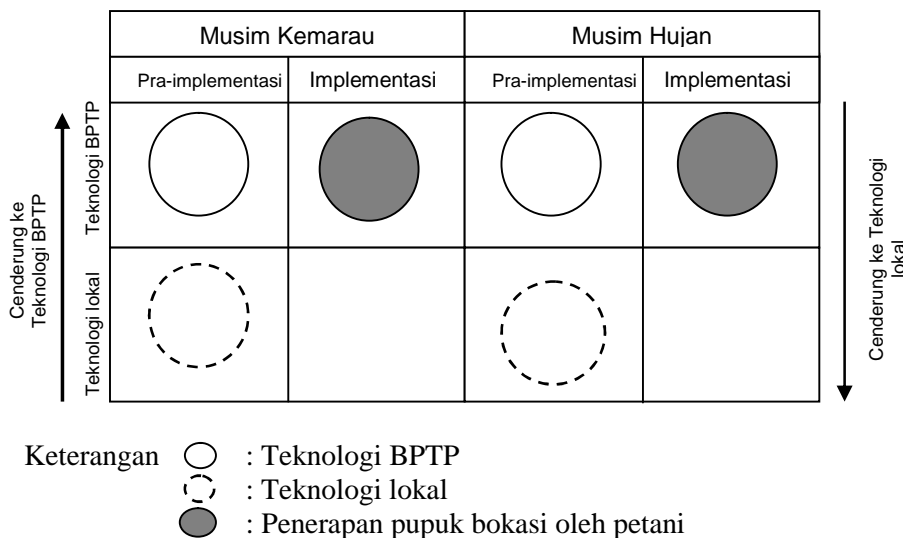 Musim Kemarau
Musim Hujan
Pra-implementasi
Implementasi
Pra-implementasi
Implementasi
Cenderung ke
Teknologi BPTP
Teknologi BPTP
Teknologi lokal
Cenderung ke Teknologi
lokal
Keterangan : Teknologi BPTP
: Teknologi lokal
: Penerapan pupuk bokasi oleh petani